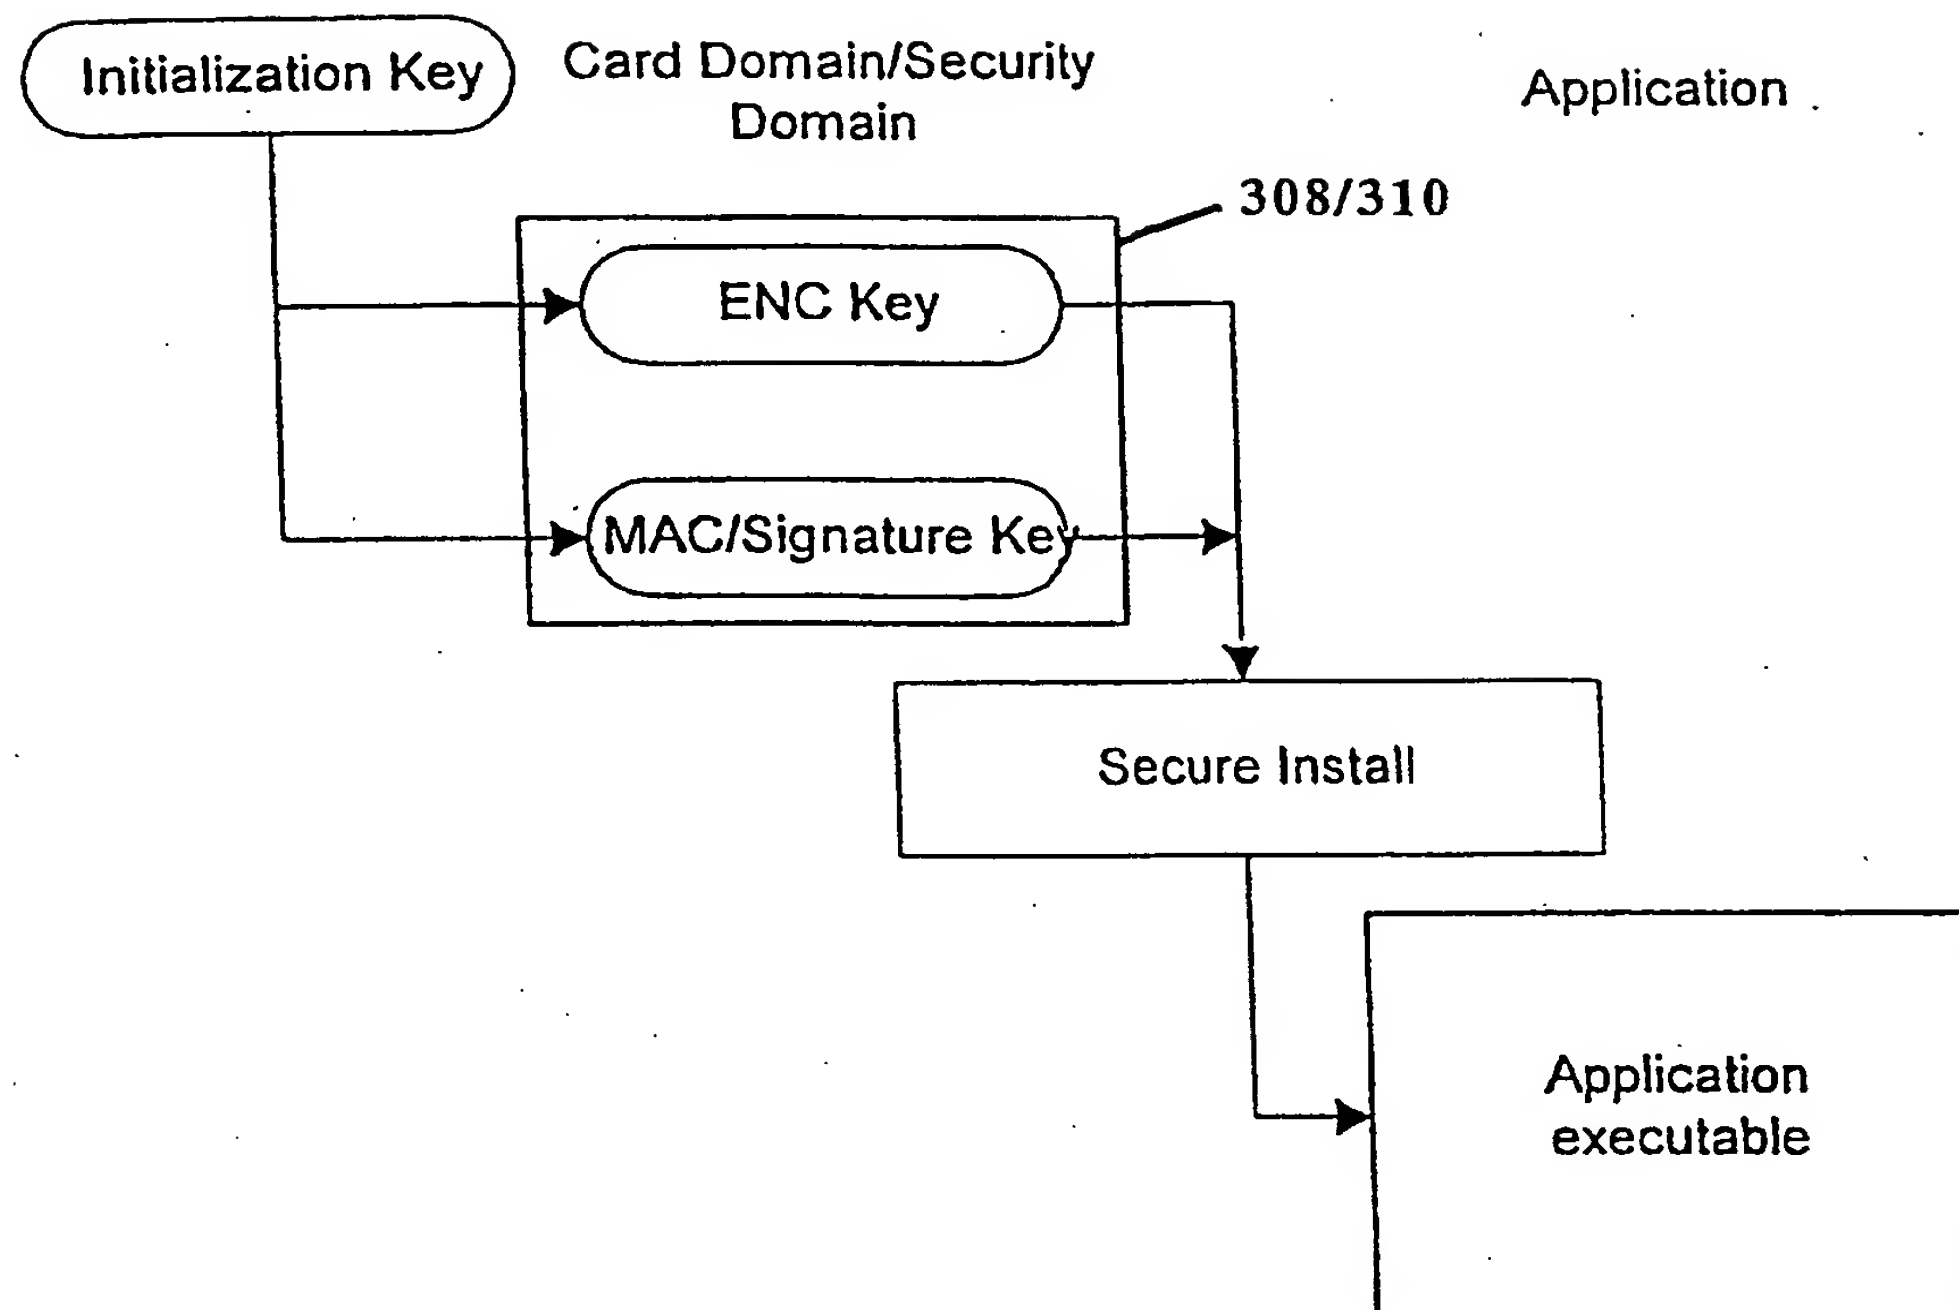 Initialization Key
Card Domain/Security
Domain
Application
308/310
ENC Key
MAC/Signature Key
Secure Install
Application
executable